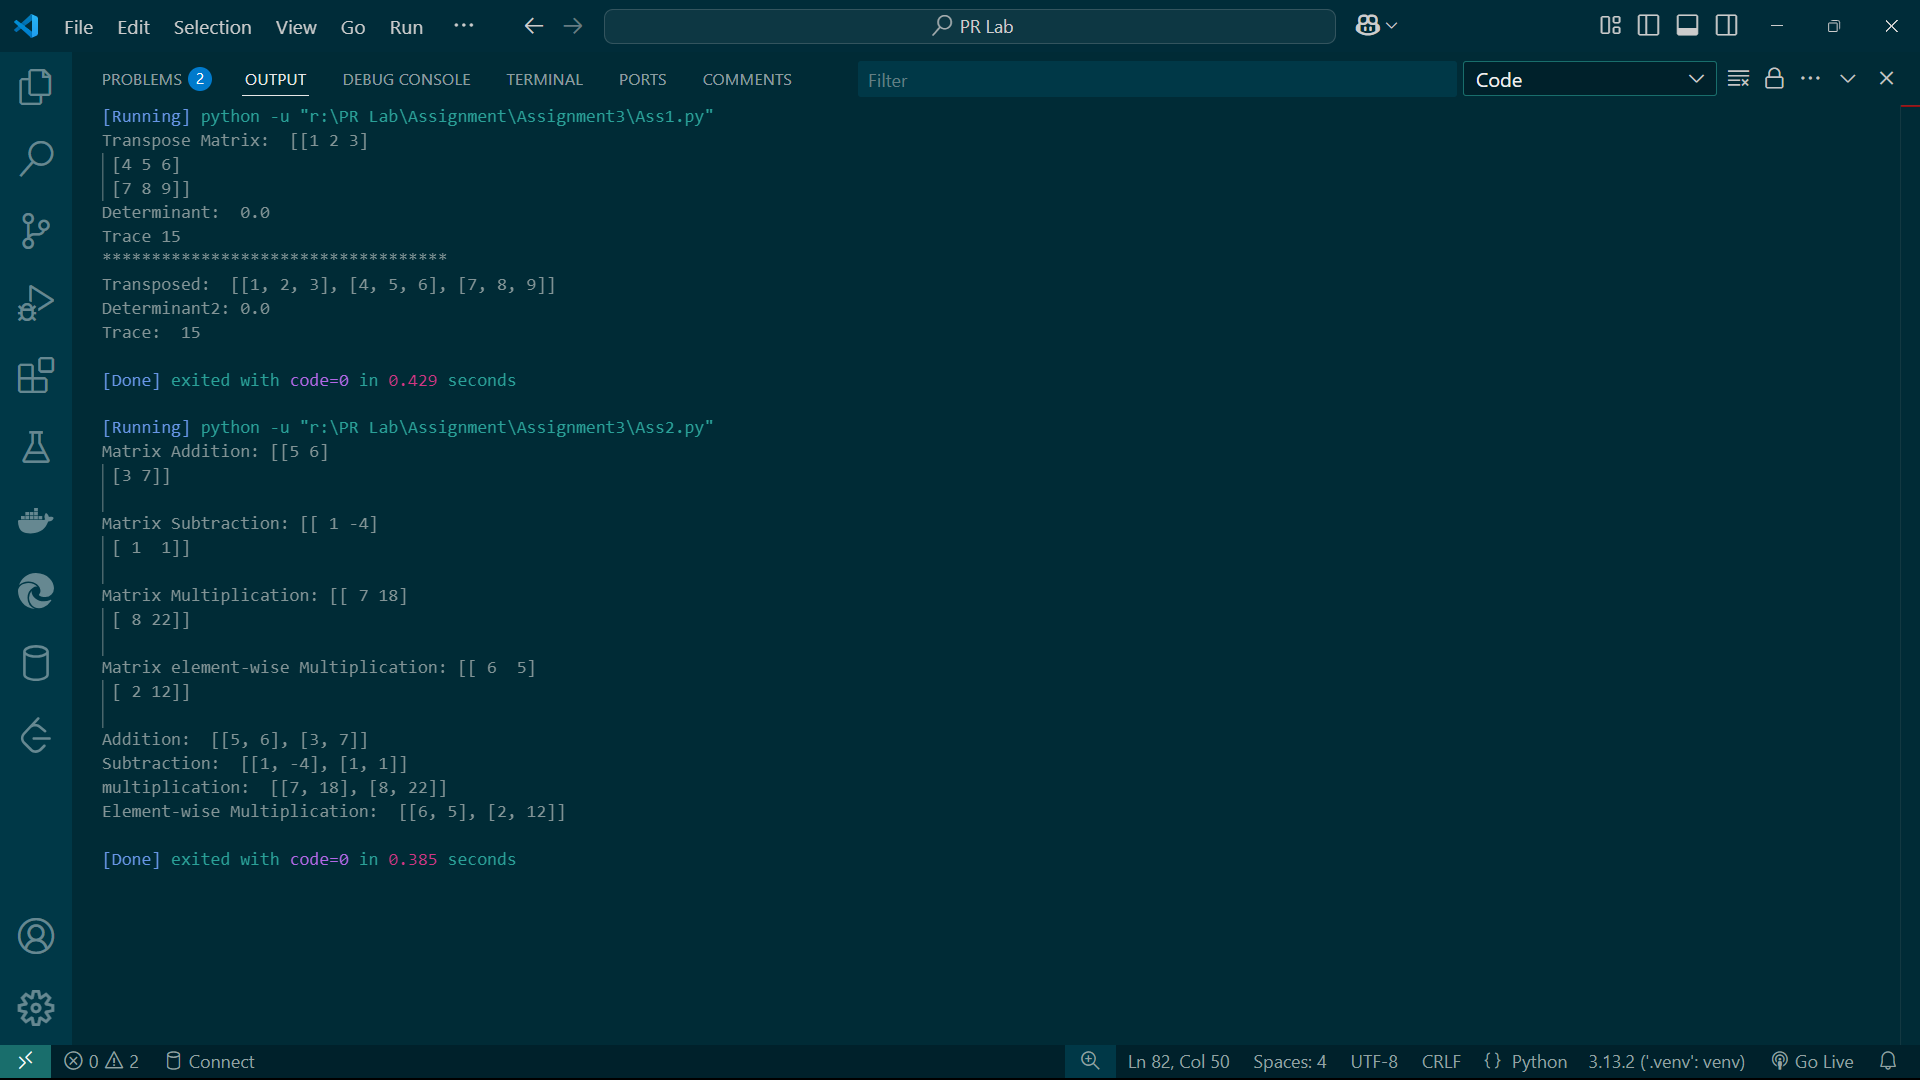 File Edit Selection View Go Run ··· PR Lab
PROBLEMS 2 OUTPUT DEBUG CONSOLE TERMINAL PORTS COMMENTS Filter Code
[Running] python -u "r:\PR Lab\Assignment\Assignment3\Ass1.py"
Transpose Matrix:  [[1 2 3]
 [4 5 6]
 [7 8 9]]
Determinant:  0.0
Trace 15
***********************************
Transposed:  [[1, 2, 3], [4, 5, 6], [7, 8, 9]]
Determinant2: 0.0
Trace:  15
[Done] exited with code=0 in 0.429 seconds
[Running] python -u "r:\PR Lab\Assignment\Assignment3\Ass2.py"
Matrix Addition: [[5 6]
 [3 7]]
Matrix Subtraction: [[ 1 -4]
 [ 1  1]]
Matrix Multiplication: [[ 7 18]
 [ 8 22]]
Matrix element-wise Multiplication: [[ 6  5]
 [ 2 12]]
Addition:  [[5, 6], [3, 7]]
Subtraction:  [[1, -4], [1, 1]]
multiplication:  [[7, 18], [8, 22]]
Element-wise Multiplication:  [[6, 5], [2, 12]]
[Done] exited with code=0 in 0.385 seconds
0 2 Connect Ln 82, Col 50 Spaces: 4 UTF-8 CRLF {} Python 3.13.2 ('.venv': venv) Go Live